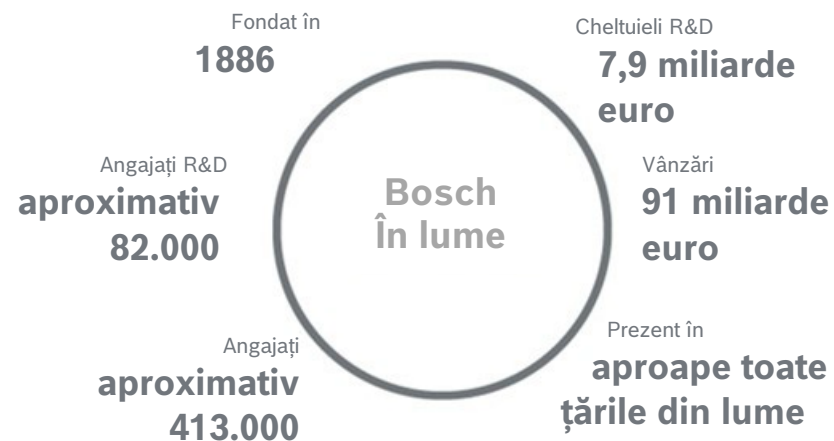 Fondat în
1886
Cheltuieli R&D
7,9 miliarde
euro
Angajați R&D
aproximativ
82.000
Bosch
În lume
Vânzări
91 miliarde
euro
Angajați
aproximativ
413.000
Prezent în
aproape toate
țările din lume